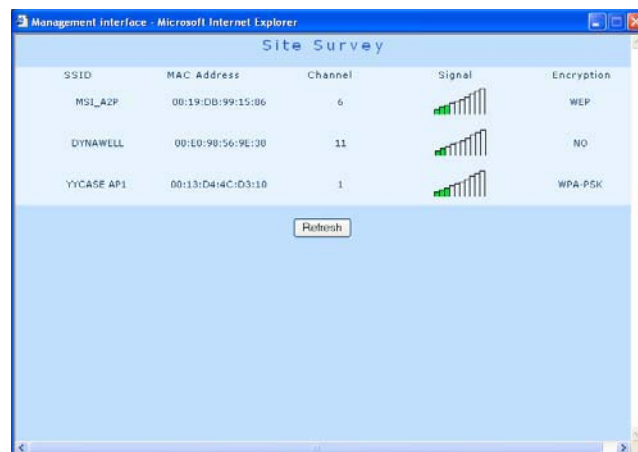 Management interface - Microsoft Internet Explorer
Site Survey
SSID MAC Address Channel Signal Encryption
MSI_A2P 00:19:DB:99:15:06 6 WEP
DYNAWELL 00:E0:98:56:9E:30 11 NO
YYCASE AP1 00:13:D4:4C:D3:10 1 WPA-PSK
Refresh